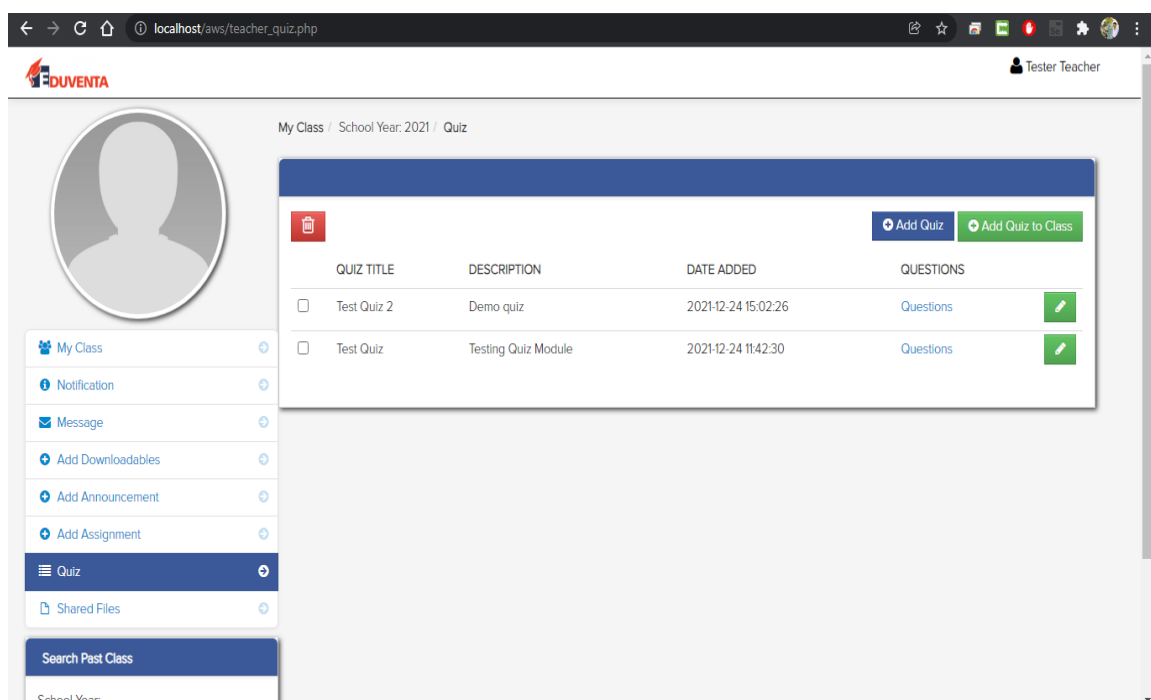 localhost/aws/teacher_quiz.php
EDUVENTA
Tester Teacher
My Class / School Year: 2021 / Quiz
Add Quiz
Add Quiz to Class
QUIZ TITLE DESCRIPTION DATE ADDED QUESTIONS
Test Quiz 2 Demo quiz 2021-12-24 15:02:26 Questions
Test Quiz Testing Quiz Module 2021-12-24 11:42:30 Questions
My Class
Notification
Message
Add Downloadables
Add Announcement
Add Assignment
Quiz
Shared Files
Search Past Class
School Year: